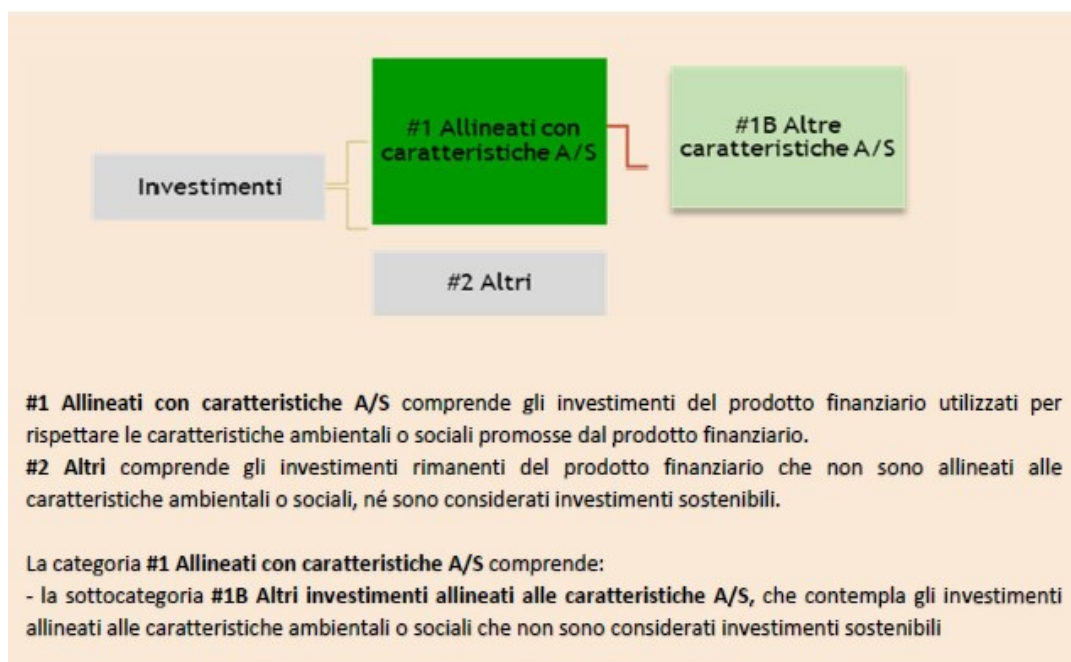 #1 Allineati con
caratteristiche A/S
#1B Altre
caratteristiche A/S
Investimenti
#2 Altri
#1 Allineati con caratteristiche A/S comprende gli investimenti del prodotto finanziario utilizzati per
rispettare le caratteristiche ambientali o sociali promosse dal prodotto finanziario.
#2 Altri comprende gli investimenti rimanenti del prodotto finanziario che non sono allineati alle
caratteristiche ambientali o sociali, né sono considerati investimenti sostenibili.
La categoria #1 Allineati con caratteristiche A/S comprende:
- la sottocategoria #1B Altri investimenti allineati alle caratteristiche A/S, che contempla gli investimenti
allineati alle caratteristiche ambientali o sociali che non sono considerati investimenti sostenibili